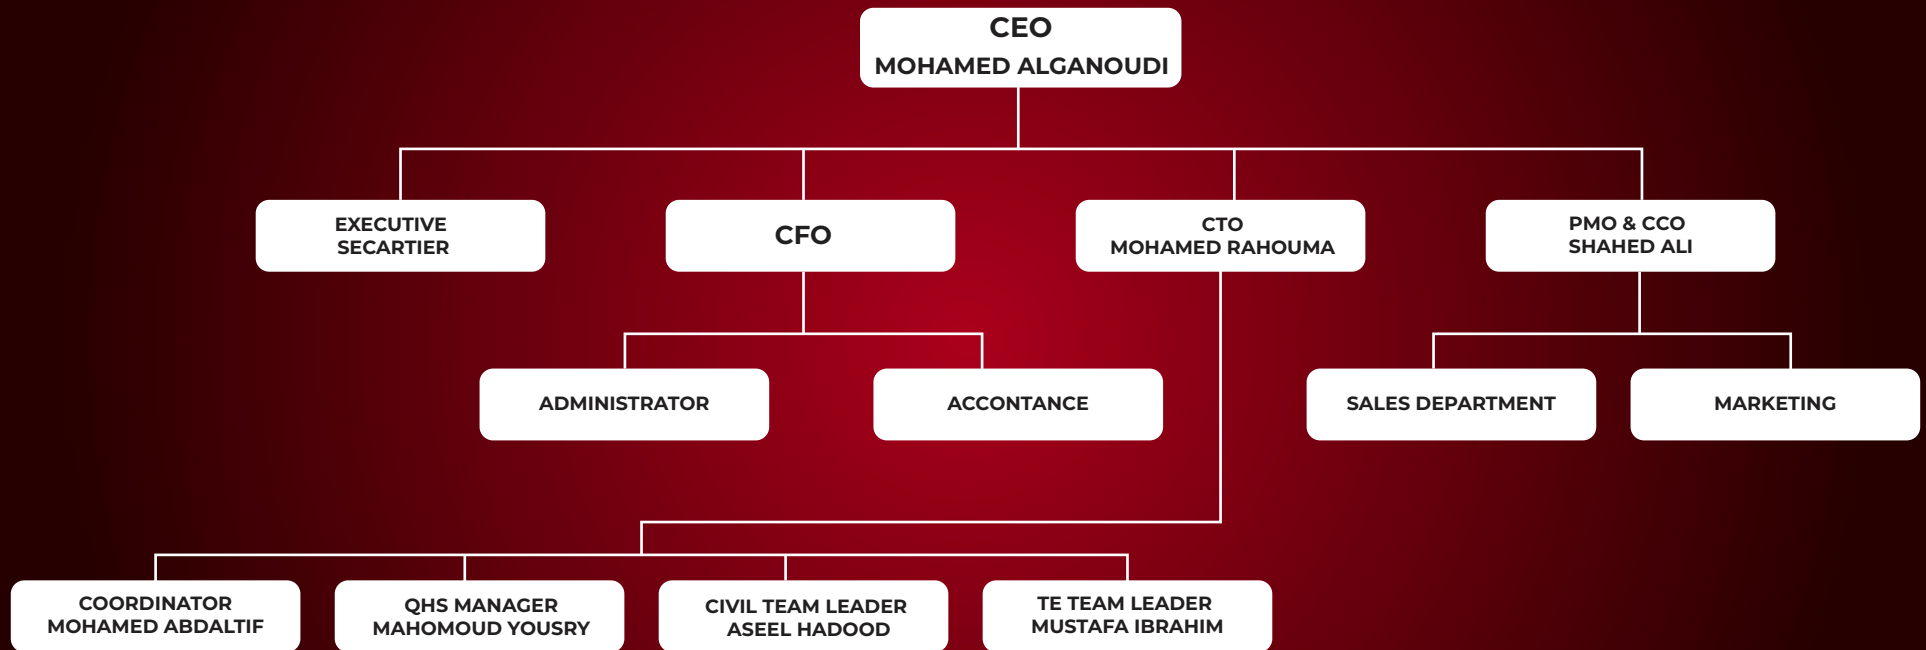 CEO
MOHAMED ALGANOUDI
EXECUTIVE
SECARTIER
CFO
CTO
MOHAMED RAHOUMA
PMO & CCO
SHAHED ALI
ADMINISTRATOR
ACCONTANCE
SALES DEPARTMENT
MARKETING
COORDINATOR
MOHAMED ABDALTIF
QHS MANAGER
MAHOMOUD YOUSRY
CIVIL TEAM LEADER
ASEEL HADOOD
TE TEAM LEADER
MUSTAFA IBRAHIM